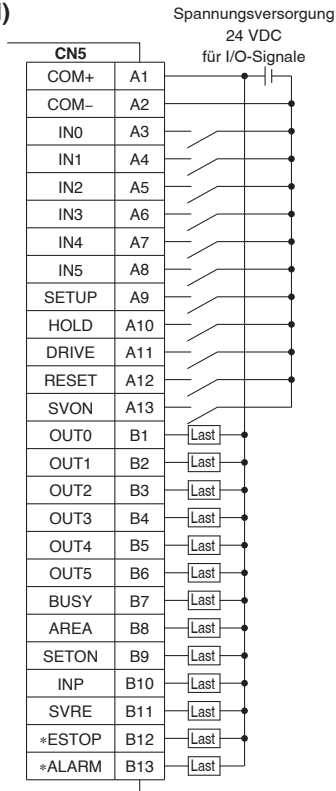 )
Spannungsversorgung
24 VDC
für I/O-Signale
CN5
COM+ A1
COM− A2
IN0 A3
IN1 A4
IN2 A5
IN3 A6
IN4 A7
IN5 A8
SETUP A9
HOLD A10
DRIVE A11
RESET A12
SVON A13
OUT0 B1 Last
OUT1 B2 Last
OUT2 B3 Last
OUT3 B4 Last
OUT4 B5 Last
OUT5 B6 Last
BUSY B7 Last
AREA B8 Last
SETON B9 Last
INP B10 Last
SVRE B11 Last
∗ESTOP B12 Last
∗ALARM B13 Last